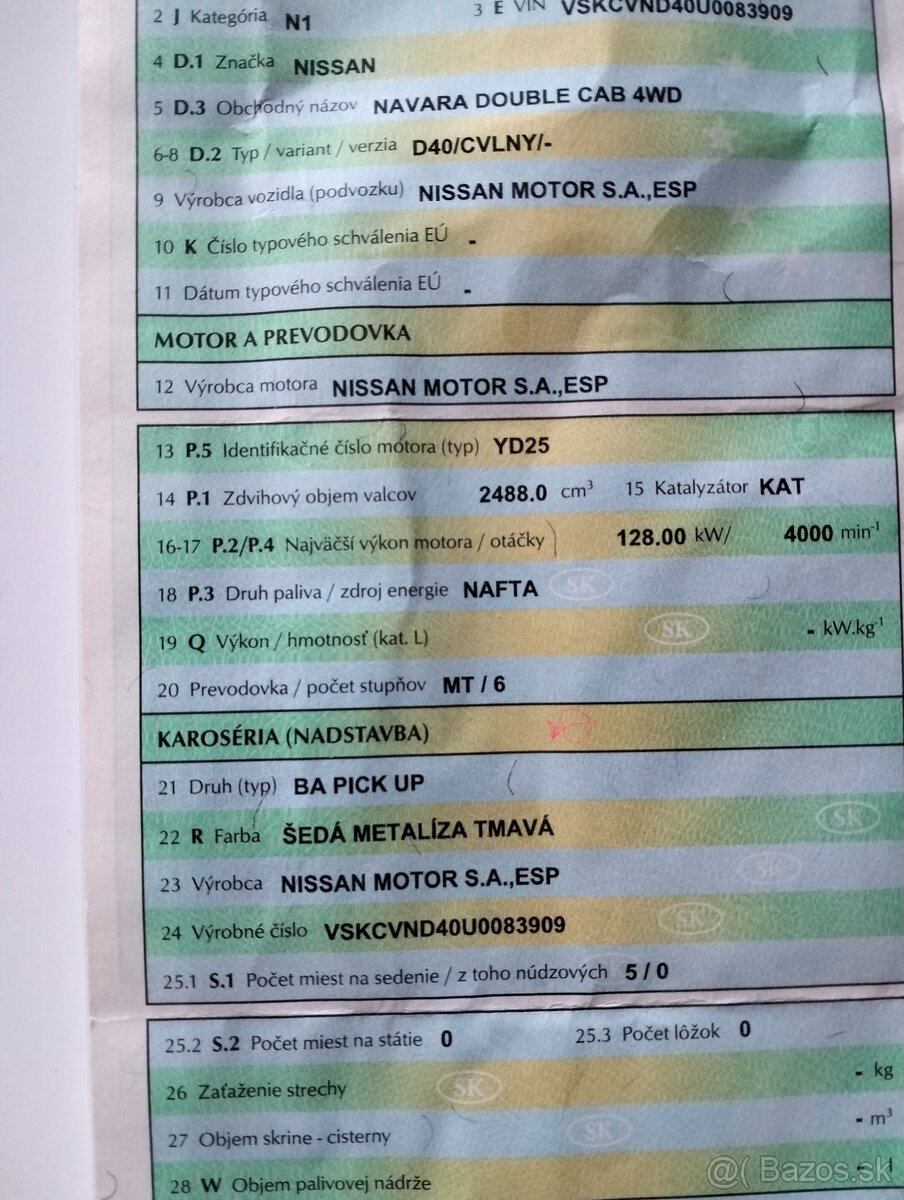 2 J Kategória N1 3 E VIN VSKCVND40U0083909
4 D.1 Značka NISSAN
5 D.3 Obchodný názov NAVARA DOUBLE CAB 4WD
6-8 D.2 Typ / variant / verzia D40/CVLNY/-
9 Výrobca vozidla (podvozku) NISSAN MOTOR S.A.,ESP
10 K Číslo typového schválenia EÚ -
11 Dátum typového schválenia EÚ -
MOTOR A PREVODOVKA
12 Výrobca motora NISSAN MOTOR S.A.,ESP
13 P.5 Identifikačné číslo motora (typ) YD25
14 P.1 Zdvihový objem valcov 2488.0 cm³ 15 Katalyzátor KAT
16-17 P.2/P.4 Najväčší výkon motora / otáčky 128.00 kW/ 4000 min⁻¹
18 P.3 Druh paliva / zdroj energie NAFTA SK
19 Q Výkon / hmotnosť (kat. L) SK - kW.kg⁻¹
20 Prevodovka / počet stupňov MT / 6
KAROSÉRIA (NADSTAVBA)
21 Druh (typ) BA PICK UP
22 R Farba ŠEDÁ METALÍZA TMAVÁ SK
23 Výrobca NISSAN MOTOR S.A.,ESP SK
24 Výrobné číslo VSKCVND40U0083909 SK
25.1 S.1 Počet miest na sedenie / z toho núdzových 5 / 0
25.2 S.2 Počet miest na státie 0 25.3 Počet lôžok 0
26 Zaťaženie strechy SK - kg
27 Objem skrine - cisterny SK - m³
28 W Objem palivovej nádrže - l
@( Bazos.sk